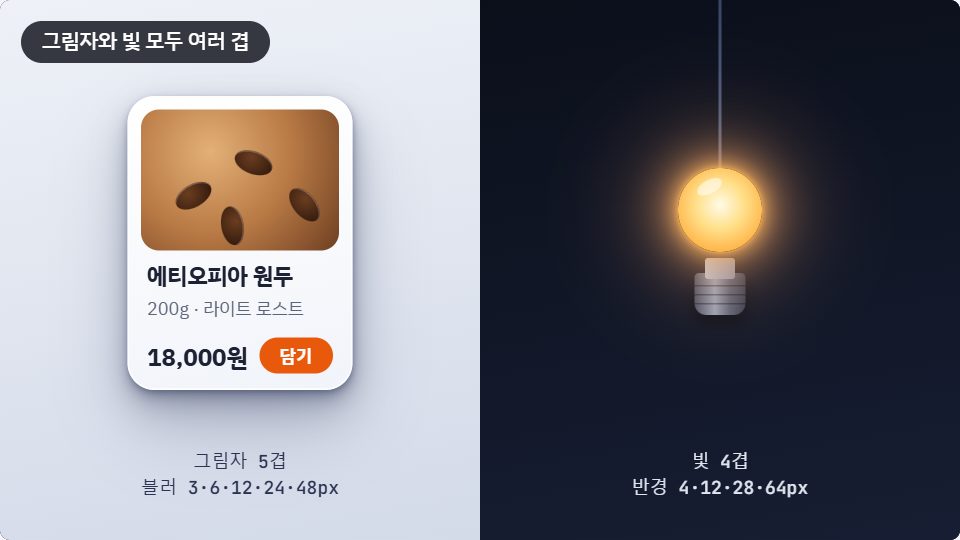 그림자와 빛 모두 여러 겹
에티오피아 원두
200g · 라이트 로스트
18,000원
담기
그림자 5겹
블러 3·6·12·24·48px
빛 4겹
반경 4·12·28·64px